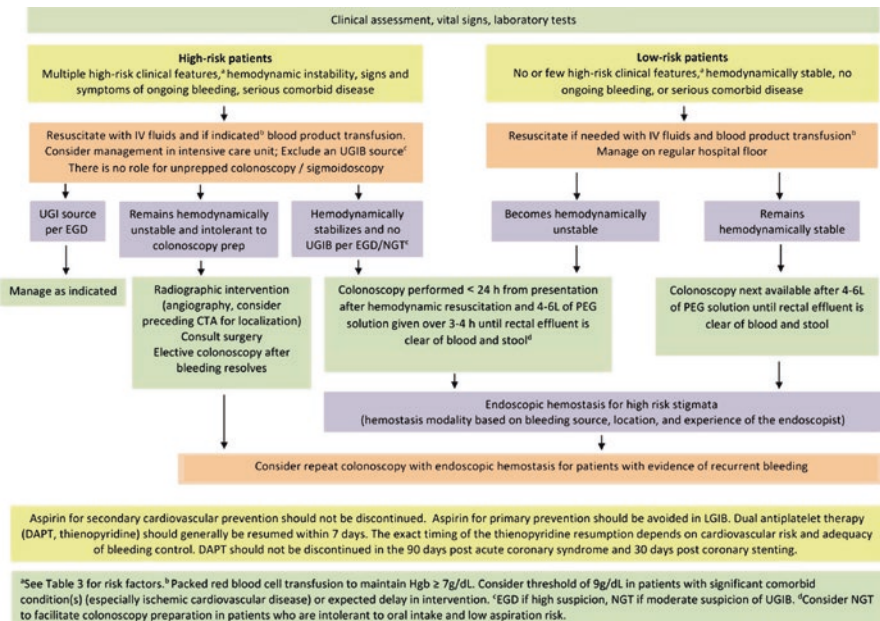 Clinical assessment, vital signs, laboratory tests
High-risk patients
Multiple high-risk clinical features,ᵃ hemodynamic instability, signs and
symptoms of ongoing bleeding, serious comorbid disease
Low-risk patients
No or few high-risk clinical features,ᵃ hemodynamically stable, no
ongoing bleeding, or serious comorbid disease
Resuscitate with IV fluids and if indicatedᵇ blood product transfusion.
Consider management in intensive care unit; Exclude an UGIB sourceᶜ
There is no role for unprepped colonoscopy / sigmoidoscopy
Resuscitate if needed with IV fluids and blood product transfusionᵇ
Manage on regular hospital floor
UGI source
per EGD
Remains hemodynamically
unstable and intolerant to
colonoscopy prep
Hemodynamically
stabilizes and no
UGIB per EGD/NGTᶜ
Becomes hemodynamically
unstable
Remains
hemodynamically stable
Manage as indicated
Radiographic intervention
(angiography, consider
preceding CTA for localization)
Consult surgery
Elective colonoscopy after
bleeding resolves
Colonoscopy performed < 24 h from presentation
after hemodynamic resuscitation and 4-6L of PEG
solution given over 3-4 h until rectal effluent is
clear of blood and stoolᵈ
Colonoscopy next available after 4-6L
of PEG solution until rectal effluent is
clear of blood and stool
Endoscopic hemostasis for high risk stigmata
(hemostasis modality based on bleeding source, location, and experience of the endoscopist)
Consider repeat colonoscopy with endoscopic hemostasis for patients with evidence of recurrent bleeding
Aspirin for secondary cardiovascular prevention should not be discontinued. Aspirin for primary prevention should be avoided in LGIB. Dual antiplatelet therapy
(DAPT, thienopyridine) should generally be resumed within 7 days. The exact timing of the thienopyridine resumption depends on cardiovascular risk and adequacy
of bleeding control. DAPT should not be discontinued in the 90 days post acute coronary syndrome and 30 days post coronary stenting.
ᵃSee Table 3 for risk factors.ᵇ Packed red blood cell transfusion to maintain Hgb ≥ 7g/dL. Consider threshold of 9g/dL in patients with significant comorbid
condition(s) (especially ischemic cardiovascular disease) or expected delay in intervention. ᶜEGD if high suspicion, NGT if moderate suspicion of UGIB. ᵈConsider NGT
to facilitate colonoscopy preparation in patients who are intolerant to oral intake and low aspiration risk.